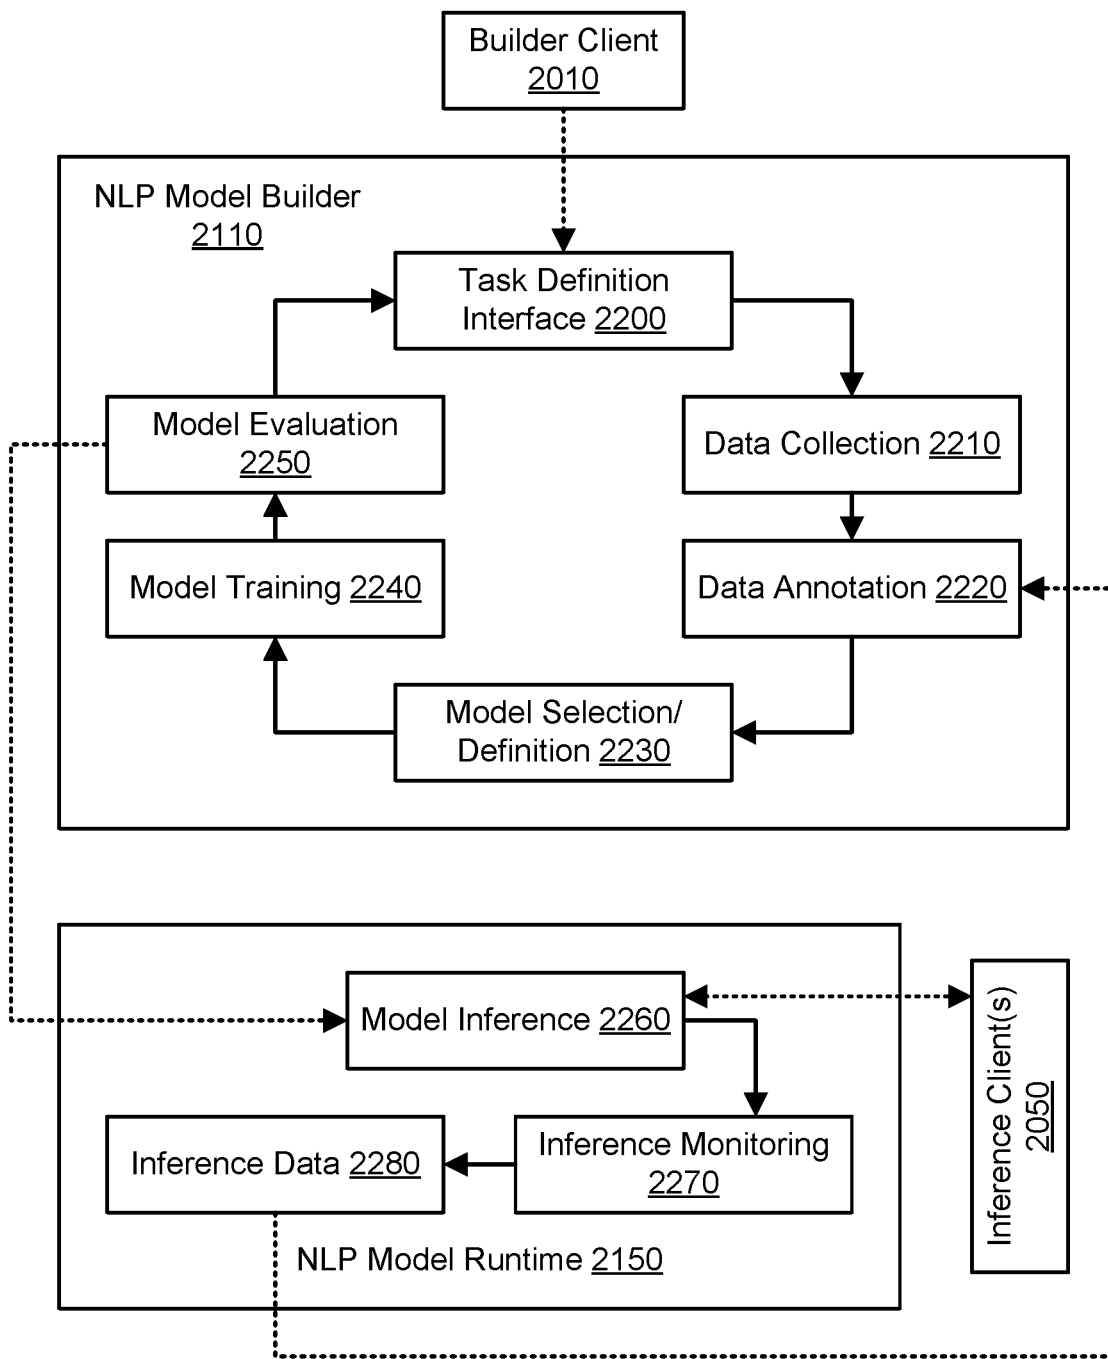 Builder Client
2010
NLP Model Builder
2110
Task Definition
Interface 2200
Model Evaluation
2250
Data Collection 2210
Model Training 2240
Data Annotation 2220
Model Selection/
Definition 2230
Model Inference 2260
Inference Client(s)
2050
Inference Data 2280
Inference Monitoring
2270
NLP Model Runtime 2150